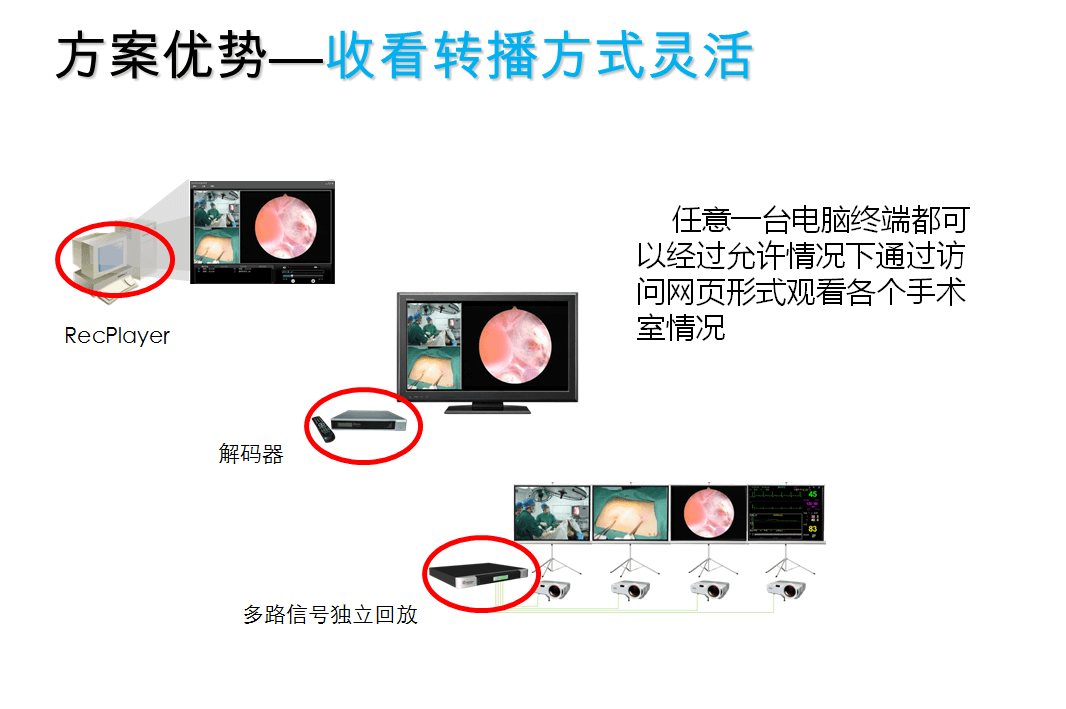 方案优势—收看转播方式灵活
任意一台电脑终端都可
以经过允许情况下通过访
问网页形式观看各个手术
室情况
RecPlayer
解码器
45
83
多路信号独立回放